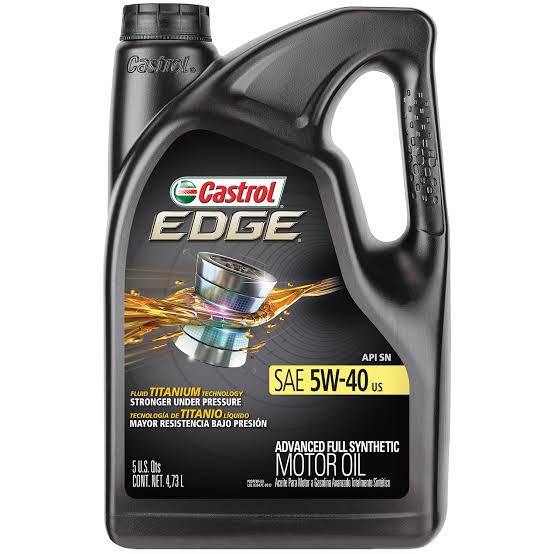 Castrol
Castrol
EDGE
API SN
SAE 5W-40 US
FLUID TITANIUM TECHNOLOGY
STRONGER UNDER PRESSURE
TECNOLOGÍA DE TITANIO LÍQUIDO
MAYOR RESISTENCIA BAJO PRESIÓN
ADVANCED FULL SYNTHETIC
MOTOR OIL
Aceite Para Motor a Gasolina Avanzado Totalmente Sintético
5 U.S. Qts
CONT. NET. 4,73 L